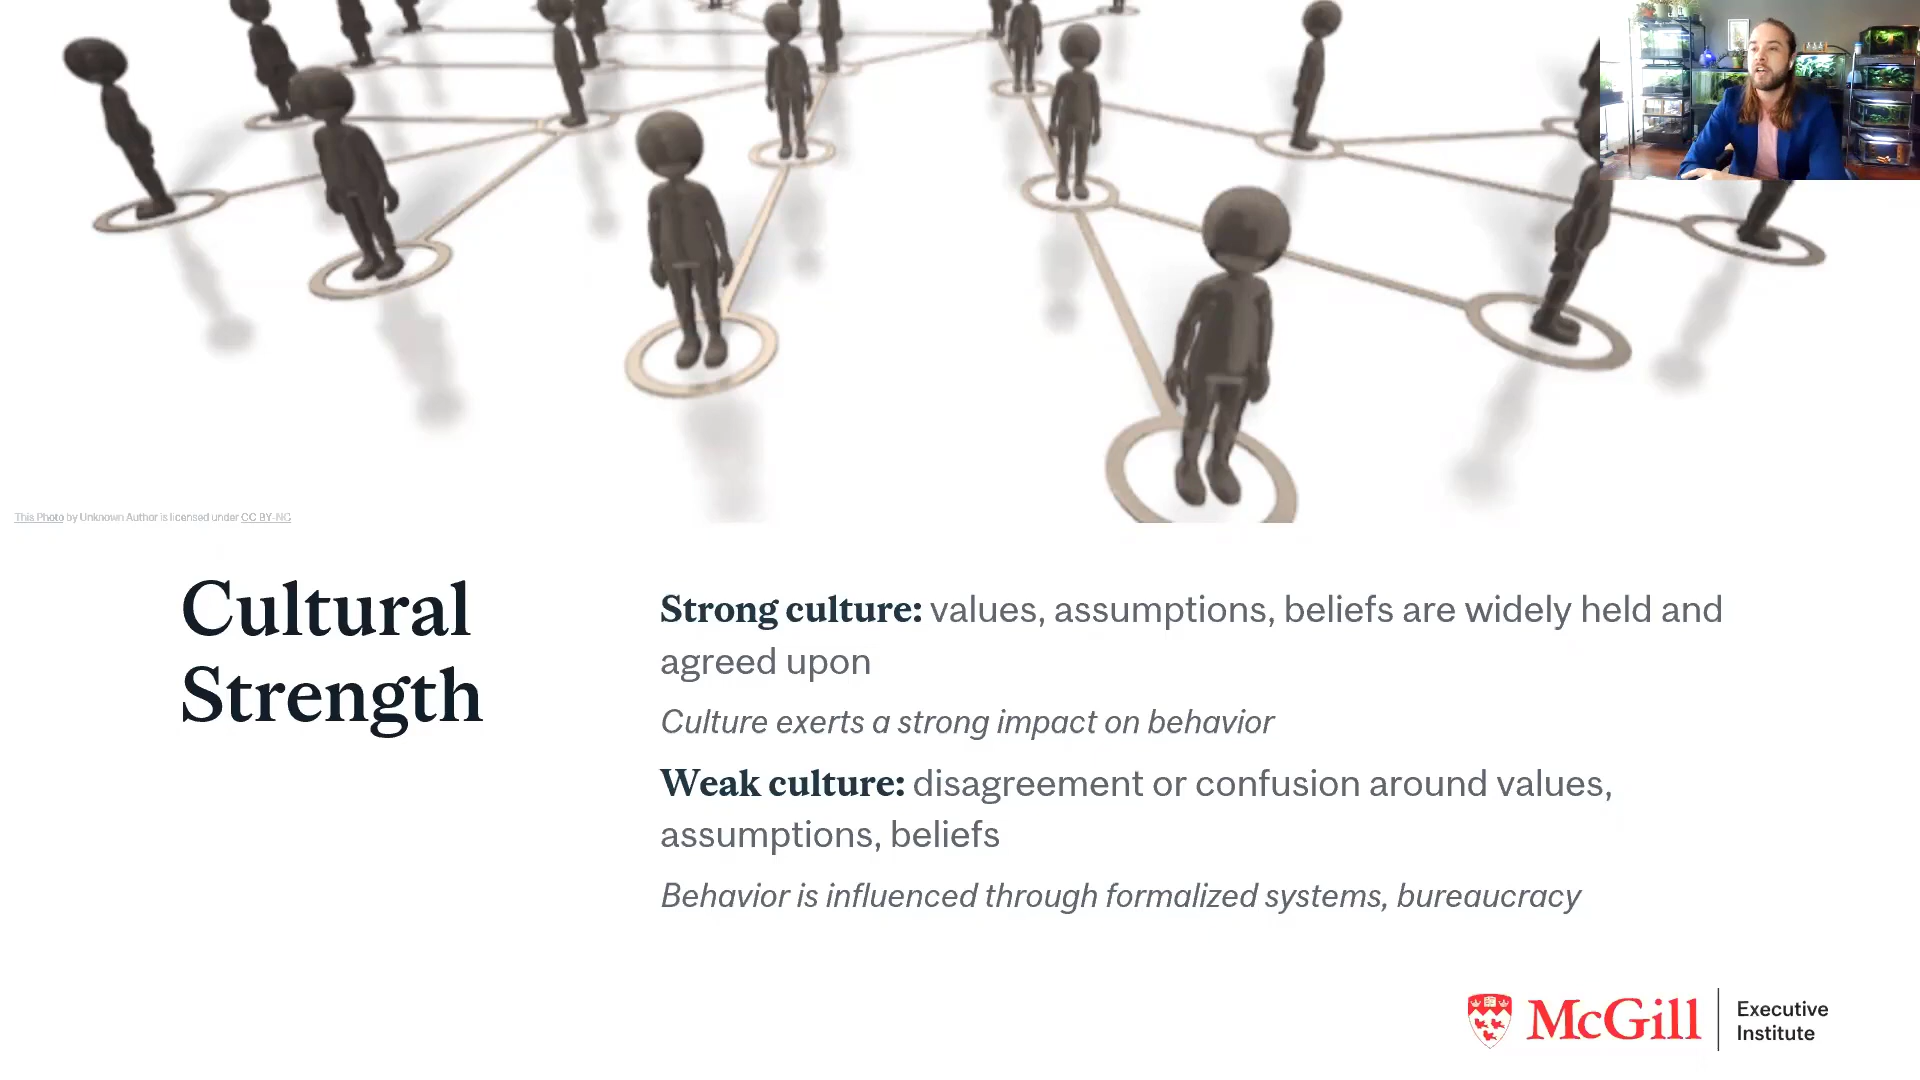 This Photo by Unknown Author is licensed under CC BY-NC
Cultural
Strength
Strong culture: values, assumptions, beliefs are widely held and
agreed upon
Culture exerts a strong impact on behavior
Weak culture: disagreement or confusion around values,
assumptions, beliefs
Behavior is influenced through formalized systems, bureaucracy
McGill
Executive
Institute